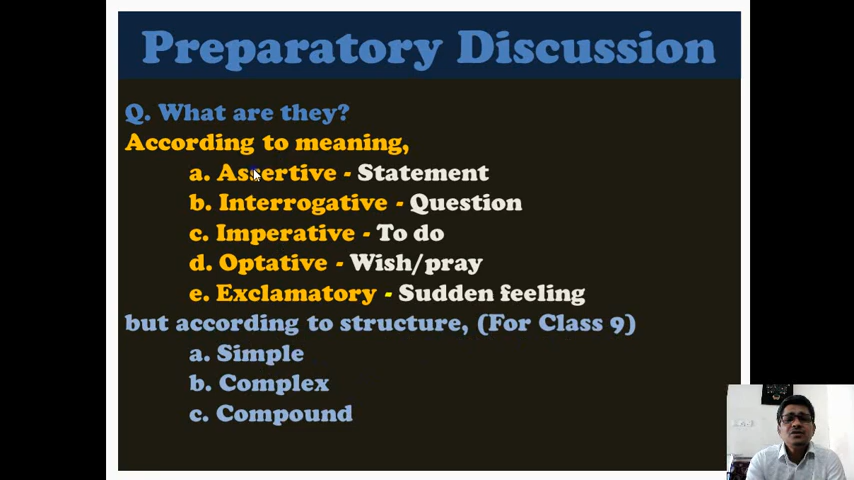 Preparatory Discussion
Q. What are they?
According to meaning,
a. Assertive - Statement
b. Interrogative - Question
c. Imperative - To do
d. Optative - Wish/pray
e. Exclamatory - Sudden feeling
but according to structure, (For Class 9)
a. Simple
b. Complex
c. Compound